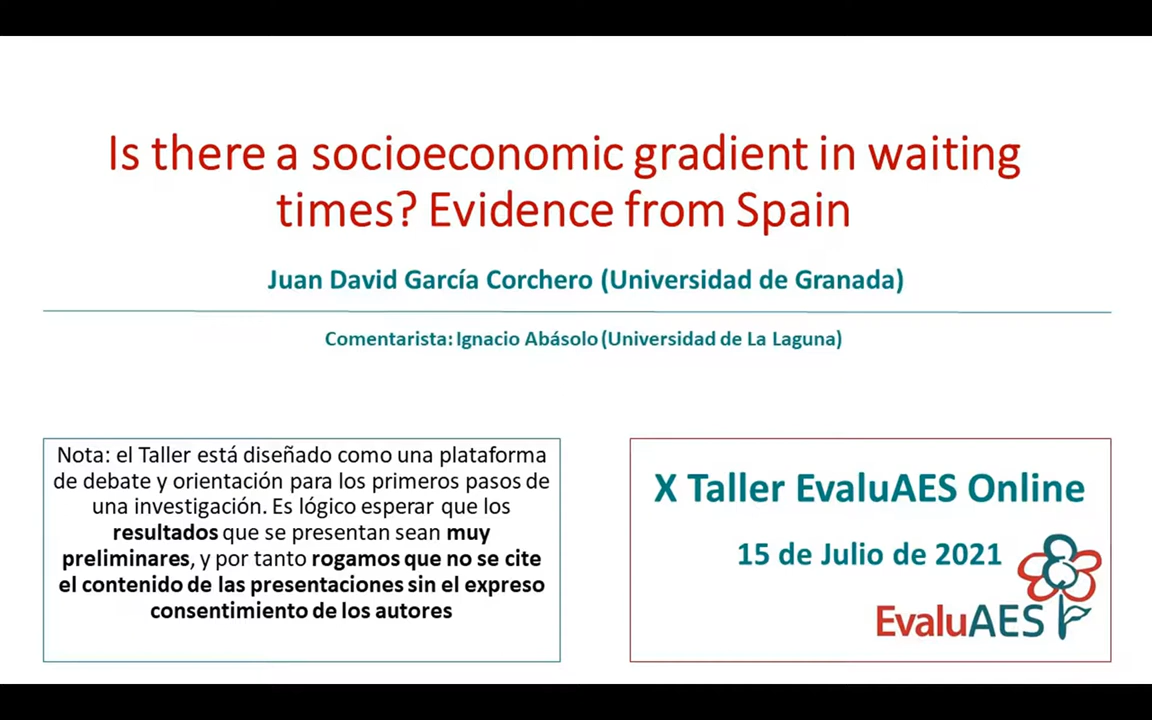 Is there a socioeconomic gradient in waiting
times? Evidence from Spain
Juan David García Corchero (Universidad de Granada)
Comentarista: Ignacio Abásolo (Universidad de La Laguna)
Nota: el Taller está diseñado como una plataforma
de debate y orientación para los primeros pasos de
una investigación. Es lógico esperar que los
resultados que se presentan sean muy
preliminares, y por tanto rogamos que no se cite
el contenido de las presentaciones sin el expreso
consentimiento de los autores
X Taller EvaluAES Online
15 de Julio de 2021
EvaluAES